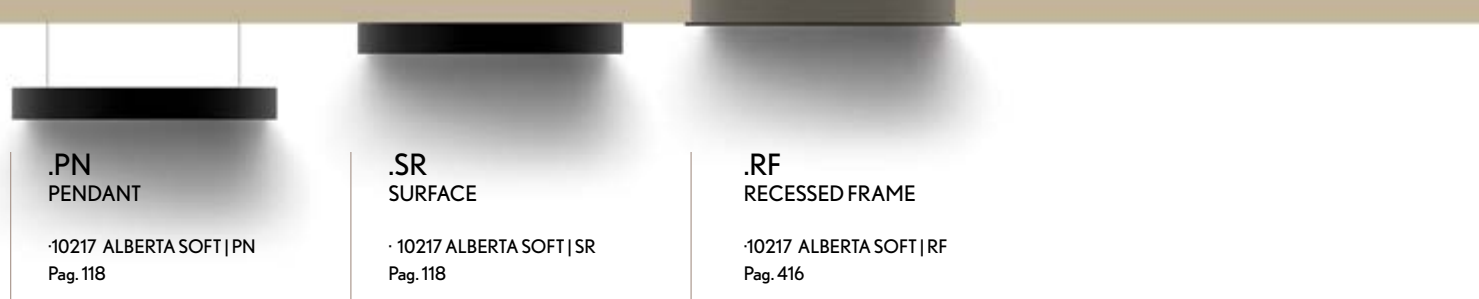 .PN
PENDANT
·10217 ALBERTA SOFT | PN
Pag. 118
.SR
SURFACE
· 10217 ALBERTA SOFT | SR
Pag. 118
.RF
RECESSED FRAME
·10217 ALBERTA SOFT | RF
Pag. 416